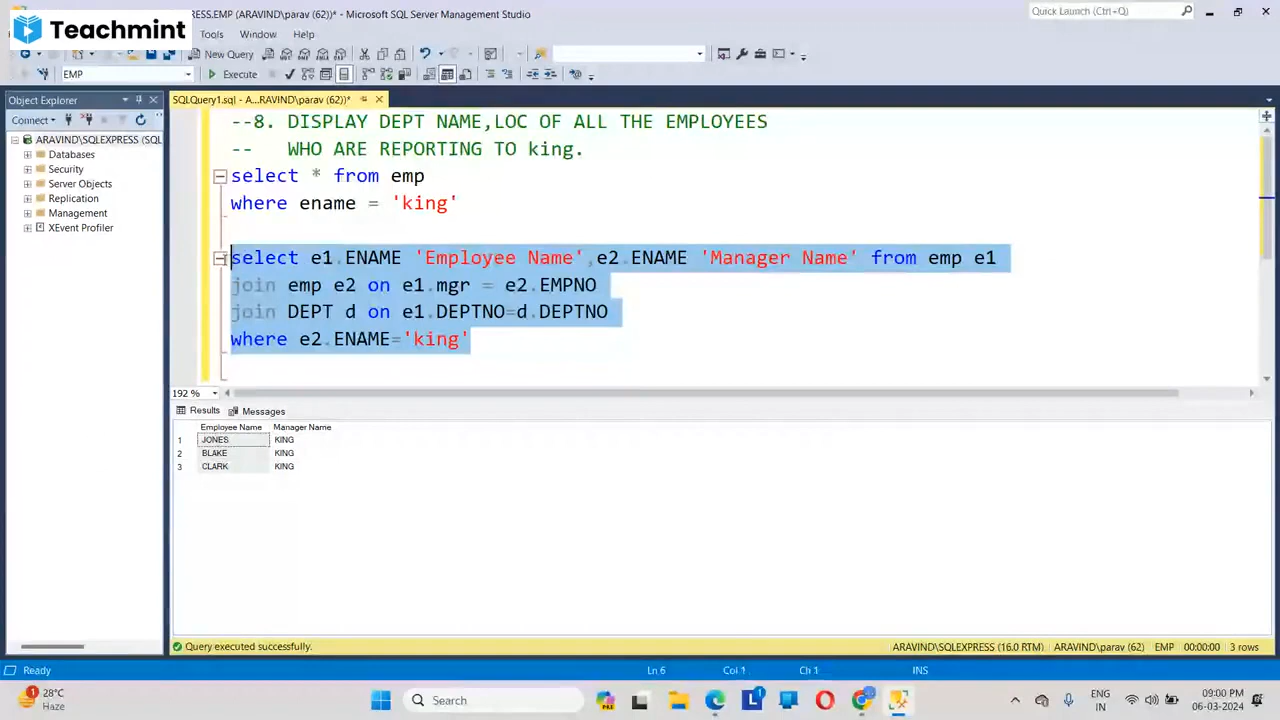 RESS.EMP (ARAVIND\parav (62))* - Microsoft SQL Server Management Studio
Quick Launch (Ctrl+Q)
Teachmint
Tools Window Help
New Query
EMP
Execute
Object Explorer
SQLQuery1.sql - A...RAVIND\parav (62))*
Connect
ARAVIND\SQLEXPRESS (SQL
Databases
Security
Server Objects
Replication
Management
XEvent Profiler
--8. DISPLAY DEPT NAME,LOC OF ALL THE EMPLOYEES
-- WHO ARE REPORTING TO king.
select * from emp
where ename = 'king'
select e1.ENAME 'Employee Name',e2.ENAME 'Manager Name' from emp e1
join emp e2 on e1.mgr = e2.EMPNO
join DEPT d on e1.DEPTNO=d.DEPTNO
where e2.ENAME='king'
192 %
Results Messages
Employee Name Manager Name
1 JONES KING
2 BLAKE KING
3 CLARK KING
Query executed successfully.
ARAVIND\SQLEXPRESS (16.0 RTM) ARAVIND\parav (62) EMP 00:00:00 3 rows
Ready
Ln 6 Col 1 Ch 1 INS
1
28°C
Haze
Search
1
ENG
IN
09:00 PM
06-03-2024